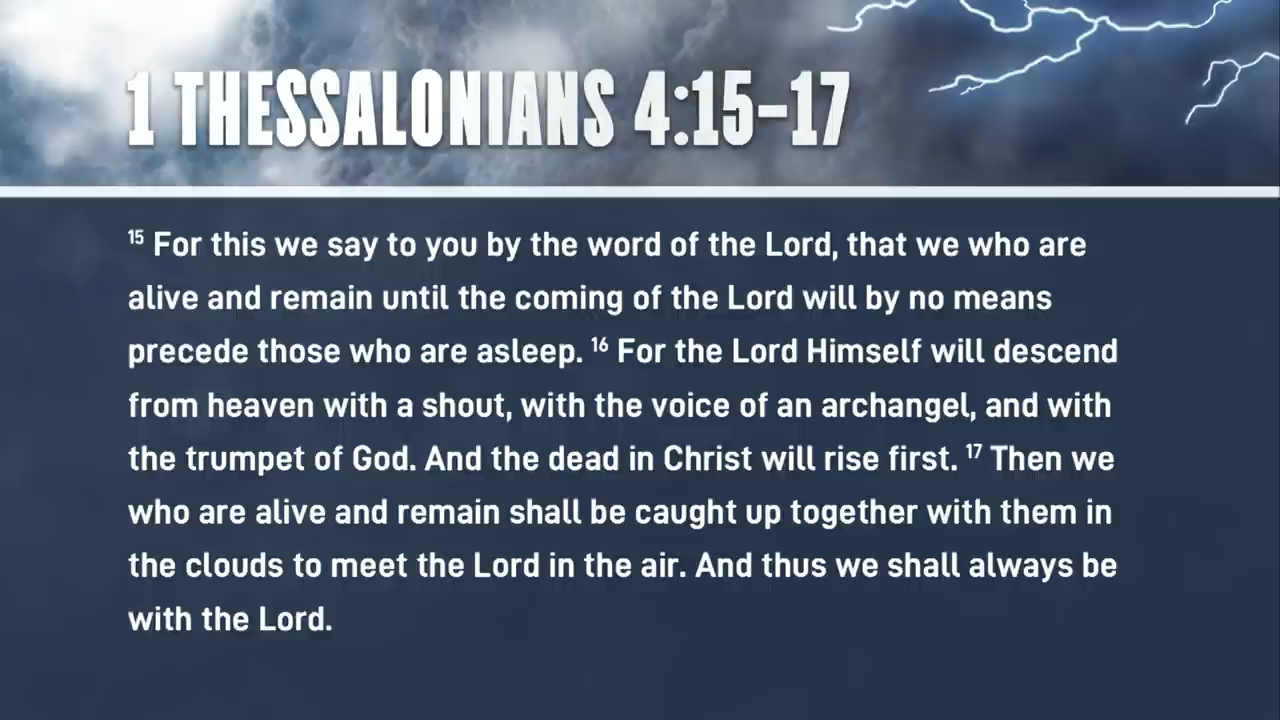 1 THESSALONIANS 4:15–17
15 For this we say to you by the word of the Lord, that we who are
alive and remain until the coming of the Lord will by no means
precede those who are asleep. 16 For the Lord Himself will descend
from heaven with a shout, with the voice of an archangel, and with
the trumpet of God. And the dead in Christ will rise first. 17 Then we
who are alive and remain shall be caught up together with them in
the clouds to meet the Lord in the air. And thus we shall always be
with the Lord.